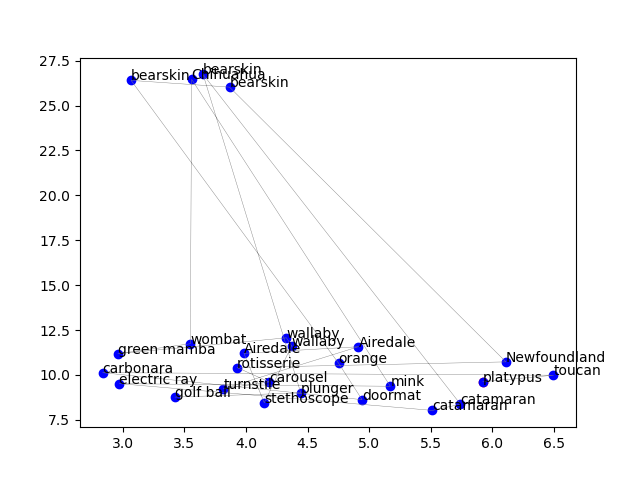 27.5
bearskin
bearskin
Chihuahua
bearskin
25.0
22.5
20.0
17.5
15.0
12.5
wallaby
wombat
wallaby
Airedale
Airedale
green mamba
orange
Newfoundland
rotisserie
10.0
carbonara
toucan
carousel
platypus
electric ray
mink
turnstile
plunger
golf ball
doormat
stethoscope
catamaran
catamaran
7.5
3.0 3.5 4.0 4.5 5.0 5.5 6.0 6.5